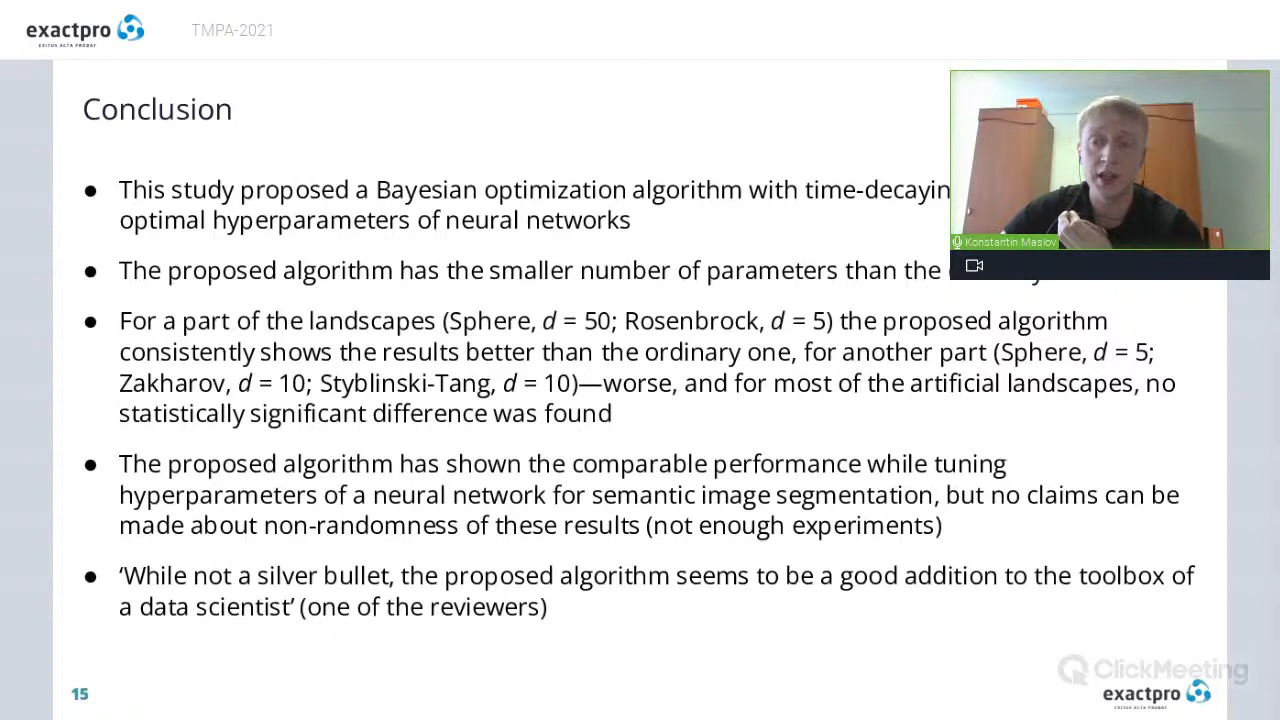 exactpro
EXITUS ACTA PROBAT
TMPA-2021
Conclusion
● This study proposed a Bayesian optimization algorithm with
optimal hyperparameters of neural networks
● The proposed algorithm has the smaller number of parameters than the
● For a part of the landscapes (Sphere, d = 50; Rosenbrock, d = 5) the proposed algorithm
consistently shows the results better than the ordinary one, for another part (Sphere, d = 5;
Zakharov, d = 10; Styblinski-Tang, d = 10)—worse, and for most of the artificial landscapes, no
statistically significant difference was found
● The proposed algorithm has shown the comparable performance while tuning
hyperparameters of a neural network for semantic image segmentation, but no claims can be
made about non-randomness of these results (not enough experiments)
● ‘While not a silver bullet, the proposed algorithm seems to be a good addition to the toolbox of
a data scientist’ (one of the reviewers)
Konstantin Maslov
15
ClickMeeting
exactpro
EXITUS ACTA PROBAT